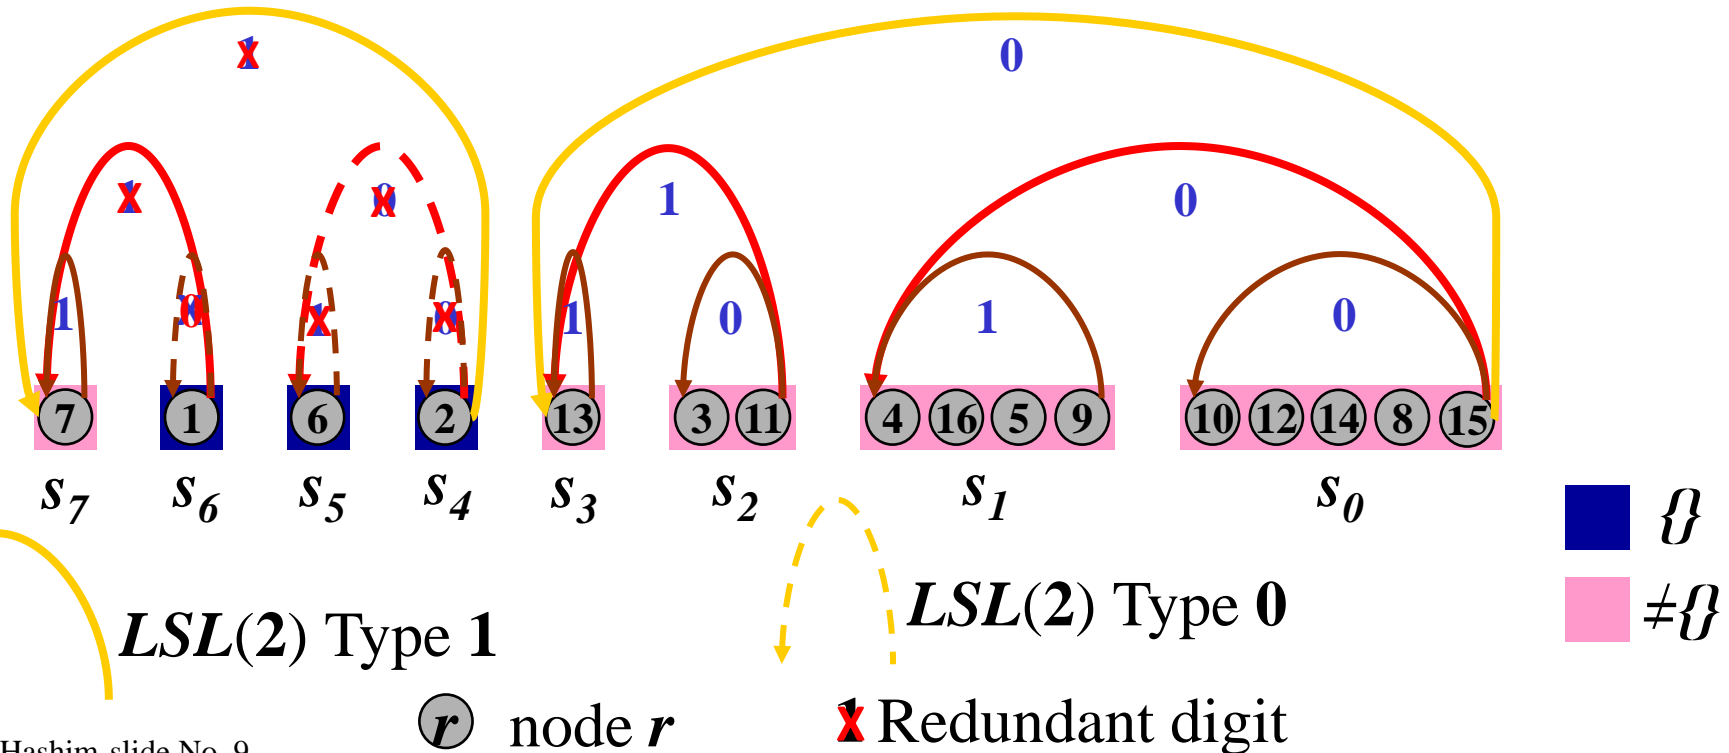 1 0
1 0 1 0
1 0 1 0 1 0 1 0
7 1 6 2 13 3 11 4 16 5 9 10 12 14 8 15
s7 s6 s5 s4 s3 s2 s1 s0
{}
LSL(2) Type 1 LSL(2) Type 0 ≠{}
r node r 1 Redundant digit
Hashim-slide No. 9